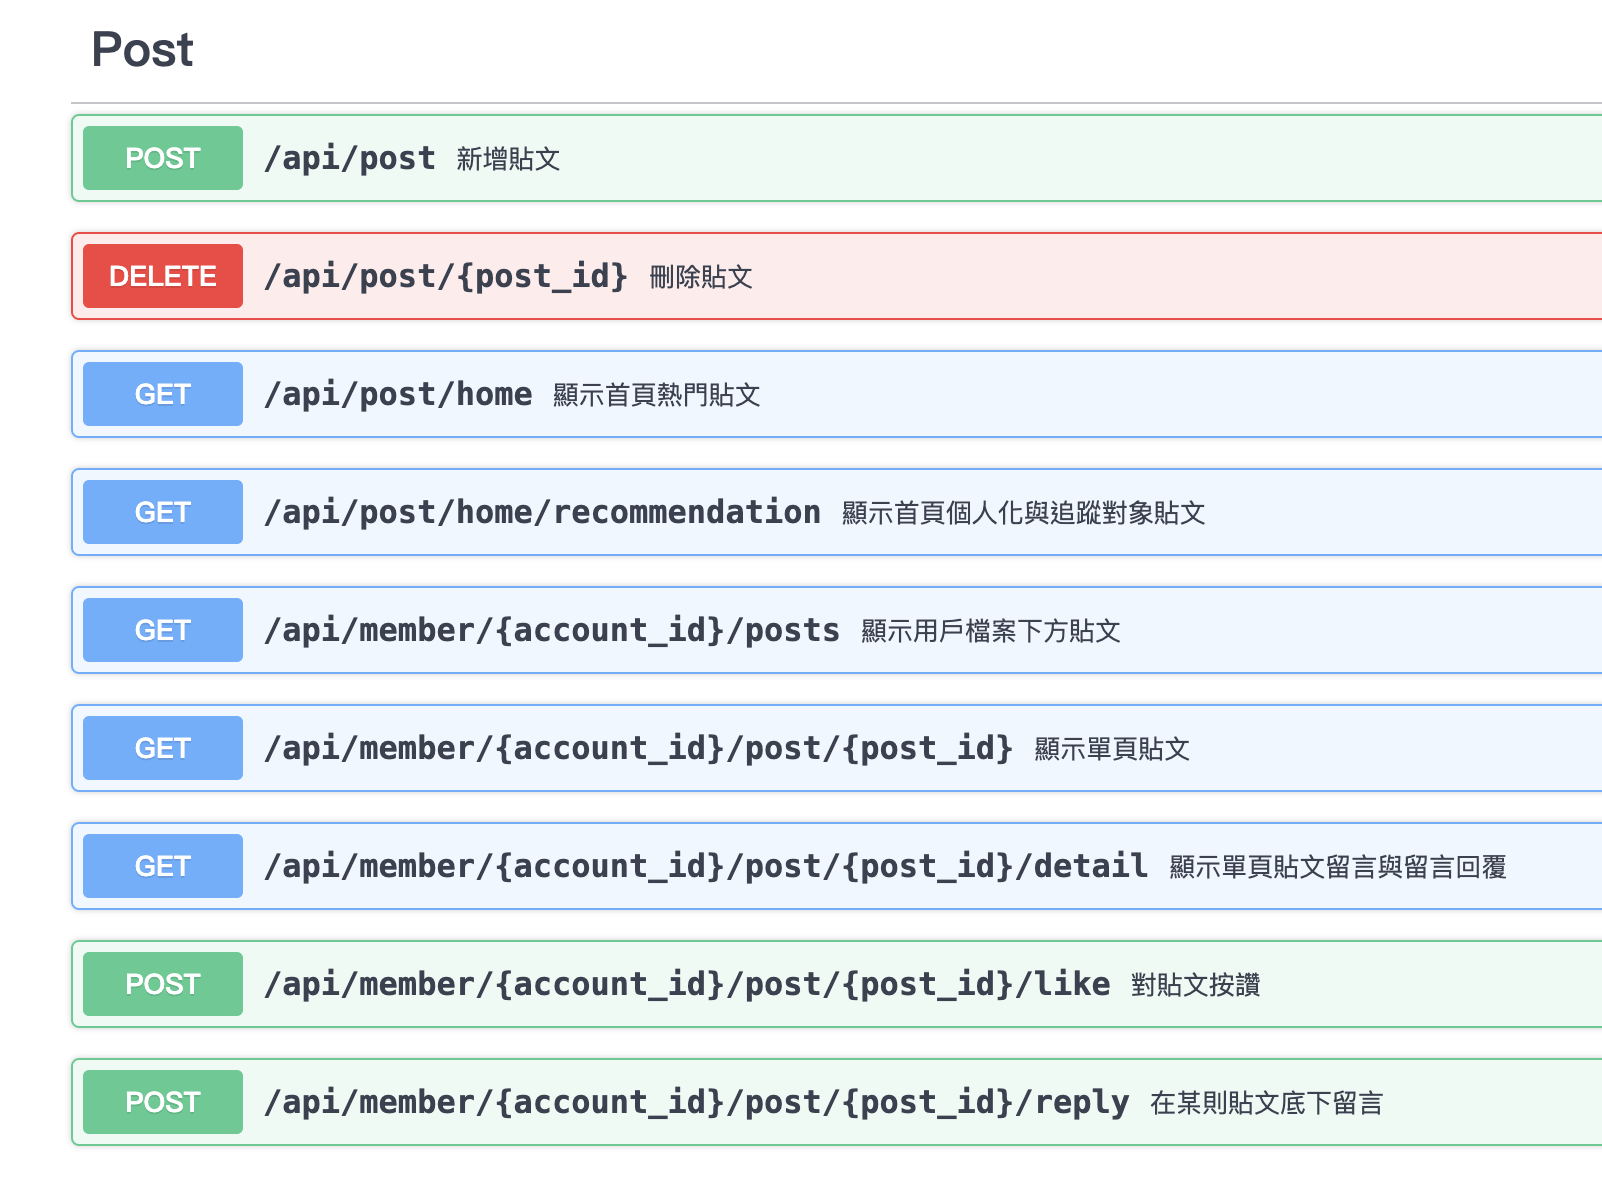 Post
POST /api/post 新增貼文
DELETE /api/post/{post_id} 刪除貼文
GET /api/post/home 顯示首頁熱門貼文
GET /api/post/home/recommendation 顯示首頁個人化與追蹤對象貼文
GET /api/member/{account_id}/posts 顯示用戶檔案下方貼文
GET /api/member/{account_id}/post/{post_id} 顯示單頁貼文
GET /api/member/{account_id}/post/{post_id}/detail 顯示單頁貼文留言與留言回覆
POST /api/member/{account_id}/post/{post_id}/like 對貼文按讚
POST /api/member/{account_id}/post/{post_id}/reply 在某則貼文底下留言